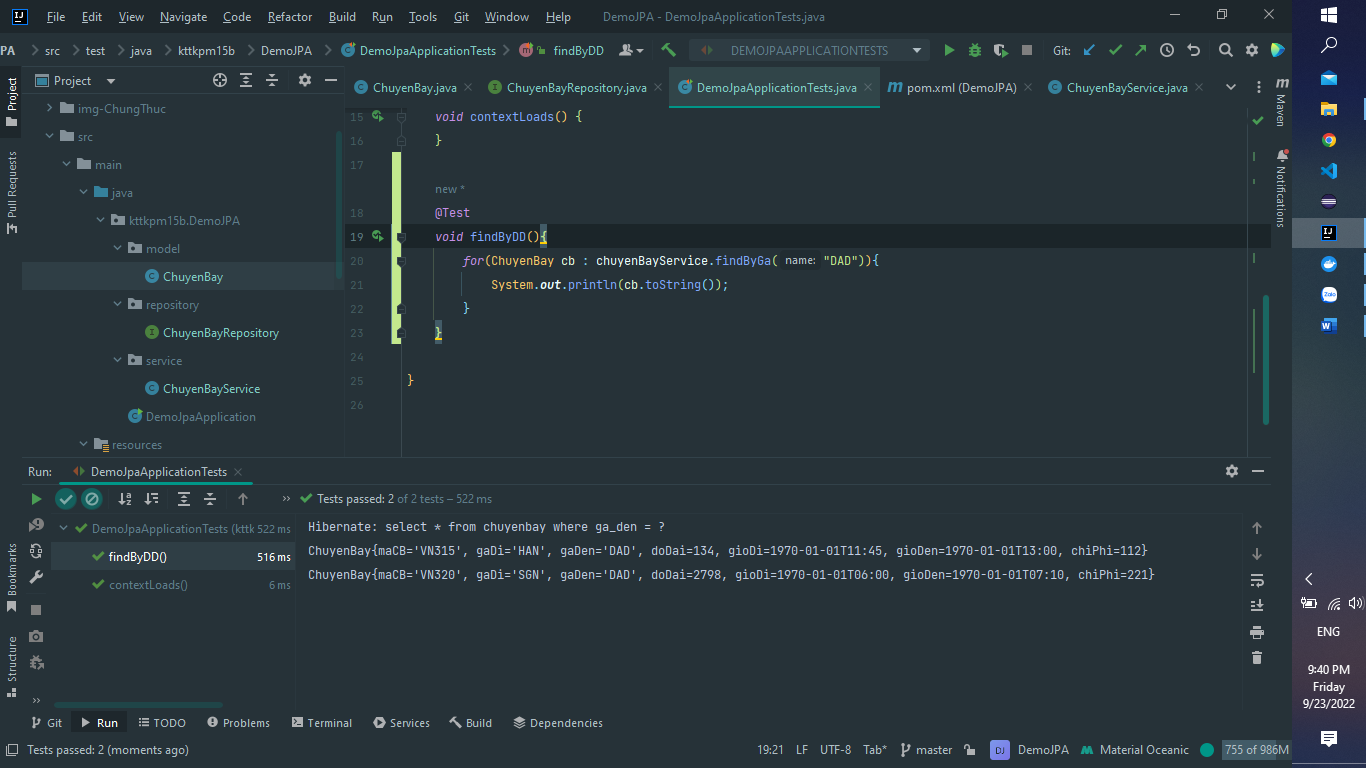 File Edit View Navigate Code Refactor Build Run Tools Git Window Help DemoJPA - DemoJpaApplicationTests.java
PA src test java kttkpm15b DemoJPA DemoJpaApplicationTests findByDD DEMOJPAAPPLICATIONTESTS Git:
Project
ChuyenBay.java ChuyenBayRepository.java DemoJpaApplicationTests.java pom.xml (DemoJPA) ChuyenBayService.java
Project
Pull Requests
img-ChungThuc
src
main
java
kttkpm15b.DemoJPA
model
ChuyenBay
repository
ChuyenBayRepository
service
ChuyenBayService
DemoJpaApplication
resources
15 void contextLoads() {
16 }
17
new *
18 @Test
19 void findByDD(){
20 for(ChuyenBay cb : chuyenBayService.findByGa( name: "DAD")){
21 System.out.println(cb.toString());
22 }
23 }
24
25 }
26
Maven
Notifications
Run: DemoJpaApplicationTests
Tests passed: 2 of 2 tests – 522 ms
DemoJpaApplicationTests (kttk 522 ms
findByDD() 516 ms
contextLoads() 6 ms
Hibernate: select * from chuyenbay where ga_den = ?
ChuyenBay{maCB='VN315', gaDi='HAN', gaDen='DAD', doDai=134, gioDi=1970-01-01T11:45, gioDen=1970-01-01T13:00, chiPhi=112}
ChuyenBay{maCB='VN320', gaDi='SGN', gaDen='DAD', doDai=2798, gioDi=1970-01-01T06:00, gioDen=1970-01-01T07:10, chiPhi=221}
Bookmarks
Structure
Git Run TODO Problems Terminal Services Build Dependencies
Tests passed: 2 (moments ago) 19:21 LF UTF-8 Tab* master DJ DemoJPA Material Oceanic 755 of 986M
Zalo
ENG
9:40 PM
Friday
9/23/2022